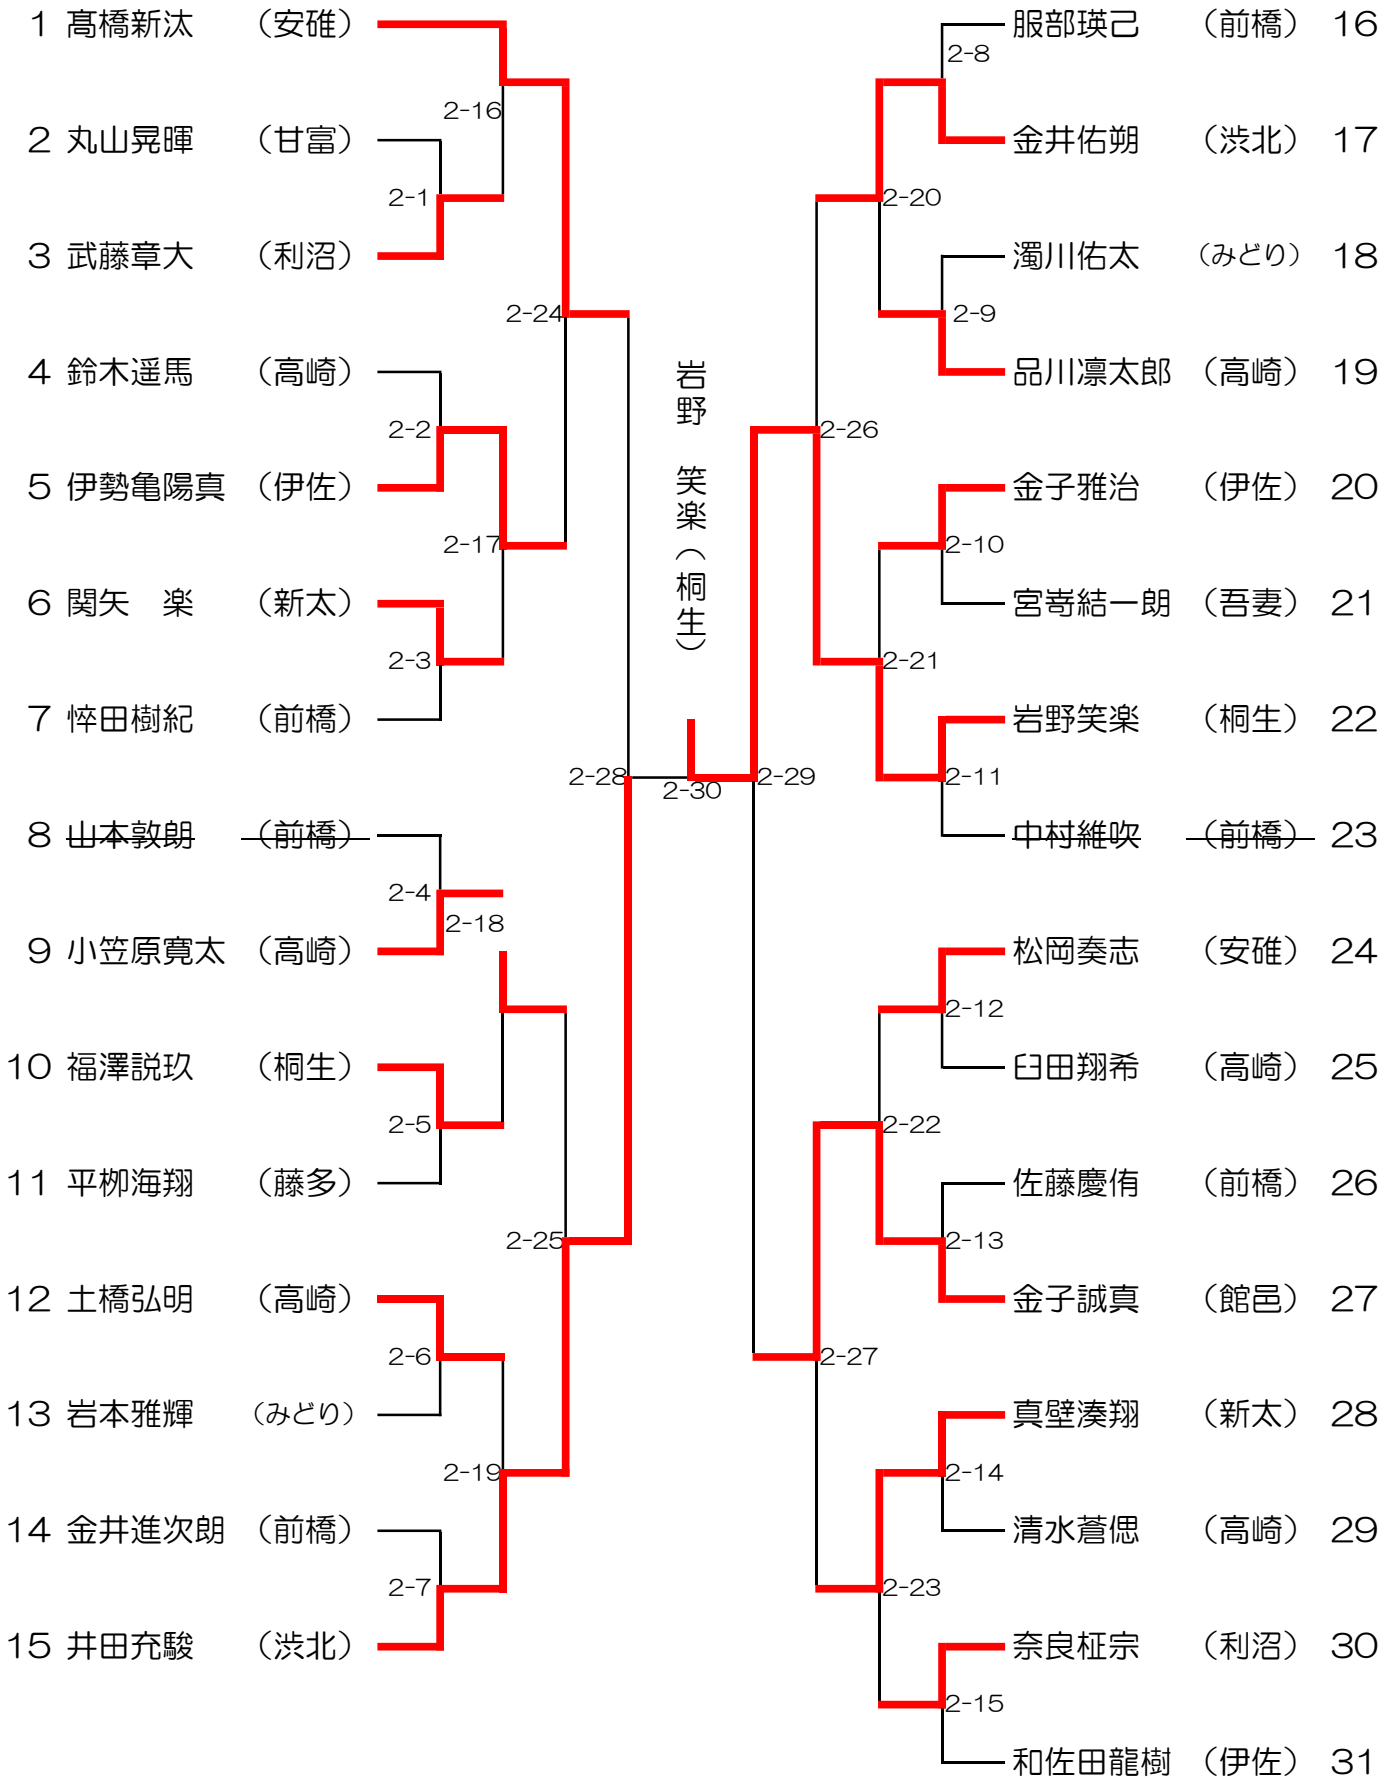 1 髙橋新汰 （安碓）
2-16
2 丸山晃暉 （甘富）
2-1
3 武藤章大 （利沼）
2-24
4 鈴木遥馬 （高崎）
2-2
5 伊勢亀陽真 （伊佐）
2-17
6 関矢　楽 （新太）
2-3
7 悴田樹紀 （前橋）
2-28
8 山本敦朗 （前橋）
2-4
2-18
9 小笠原寛太 （高崎）
10 福澤説玖 （桐生）
2-5
11 平栁海翔 （藤多）
2-25
12 土橋弘明 （高崎）
2-6
13 岩本雅輝 （みどり）
2-19
14 金井進次朗 （前橋）
2-7
15 井田充駿 （渋北）
岩野　笑楽（桐生）
2-30
服部瑛己 （前橋） 16
2-8
金井佑朔 （渋北） 17
2-20
濁川佑太 （みどり） 18
2-9
品川凛太郎 （高崎） 19
2-26
金子雅治 （伊佐） 20
2-10
宮嵜結一朗 （吾妻） 21
2-21
岩野笑楽 （桐生） 22
2-29
2-11
中村維吹 （前橋） 23
松岡奏志 （安碓） 24
2-12
臼田翔希 （高崎） 25
2-22
佐藤慶侑 （前橋） 26
2-13
金子誠真 （館邑） 27
2-27
真壁湊翔 （新太） 28
2-14
清水蒼偲 （高崎） 29
2-23
奈良柾宗 （利沼） 30
2-15
和佐田龍樹 （伊佐） 31